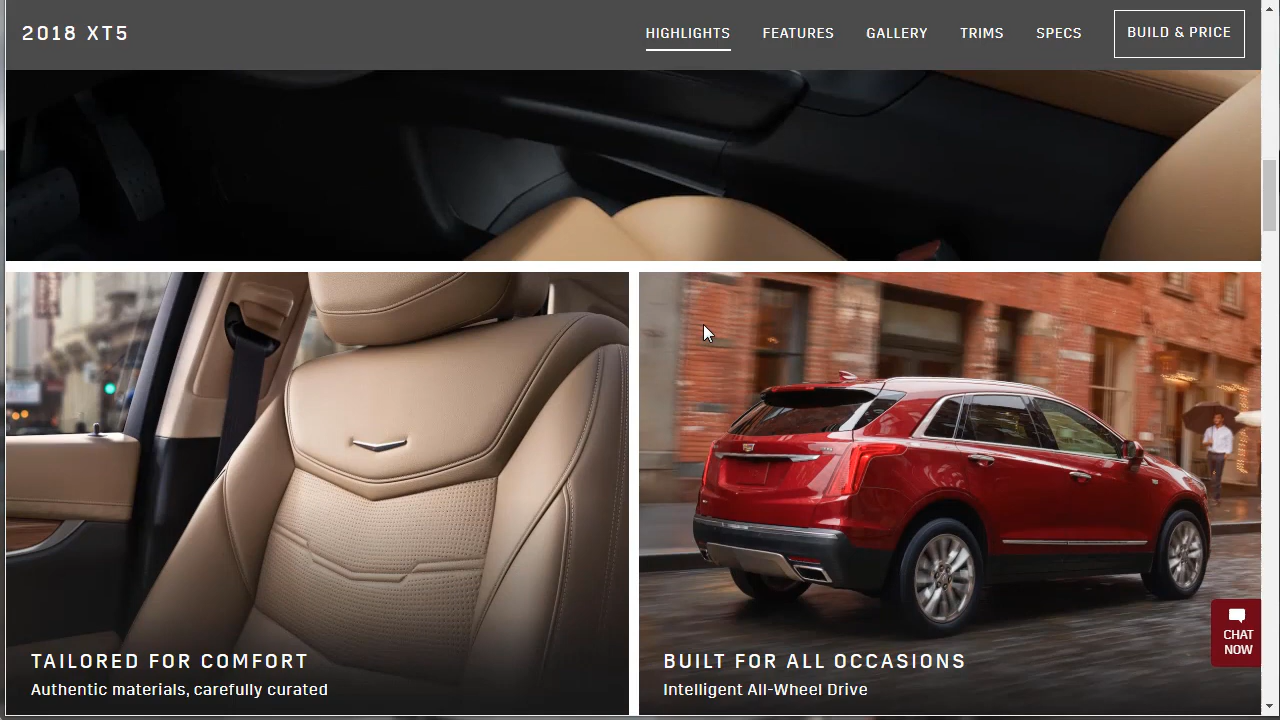 2018 XT5
HIGHLIGHTS
FEATURES
GALLERY
TRIMS
SPECS
BUILD & PRICE
TAILORED FOR COMFORT
Authentic materials, carefully curated
BUILT FOR ALL OCCASIONS
Intelligent All-Wheel Drive
CHAT
NOW